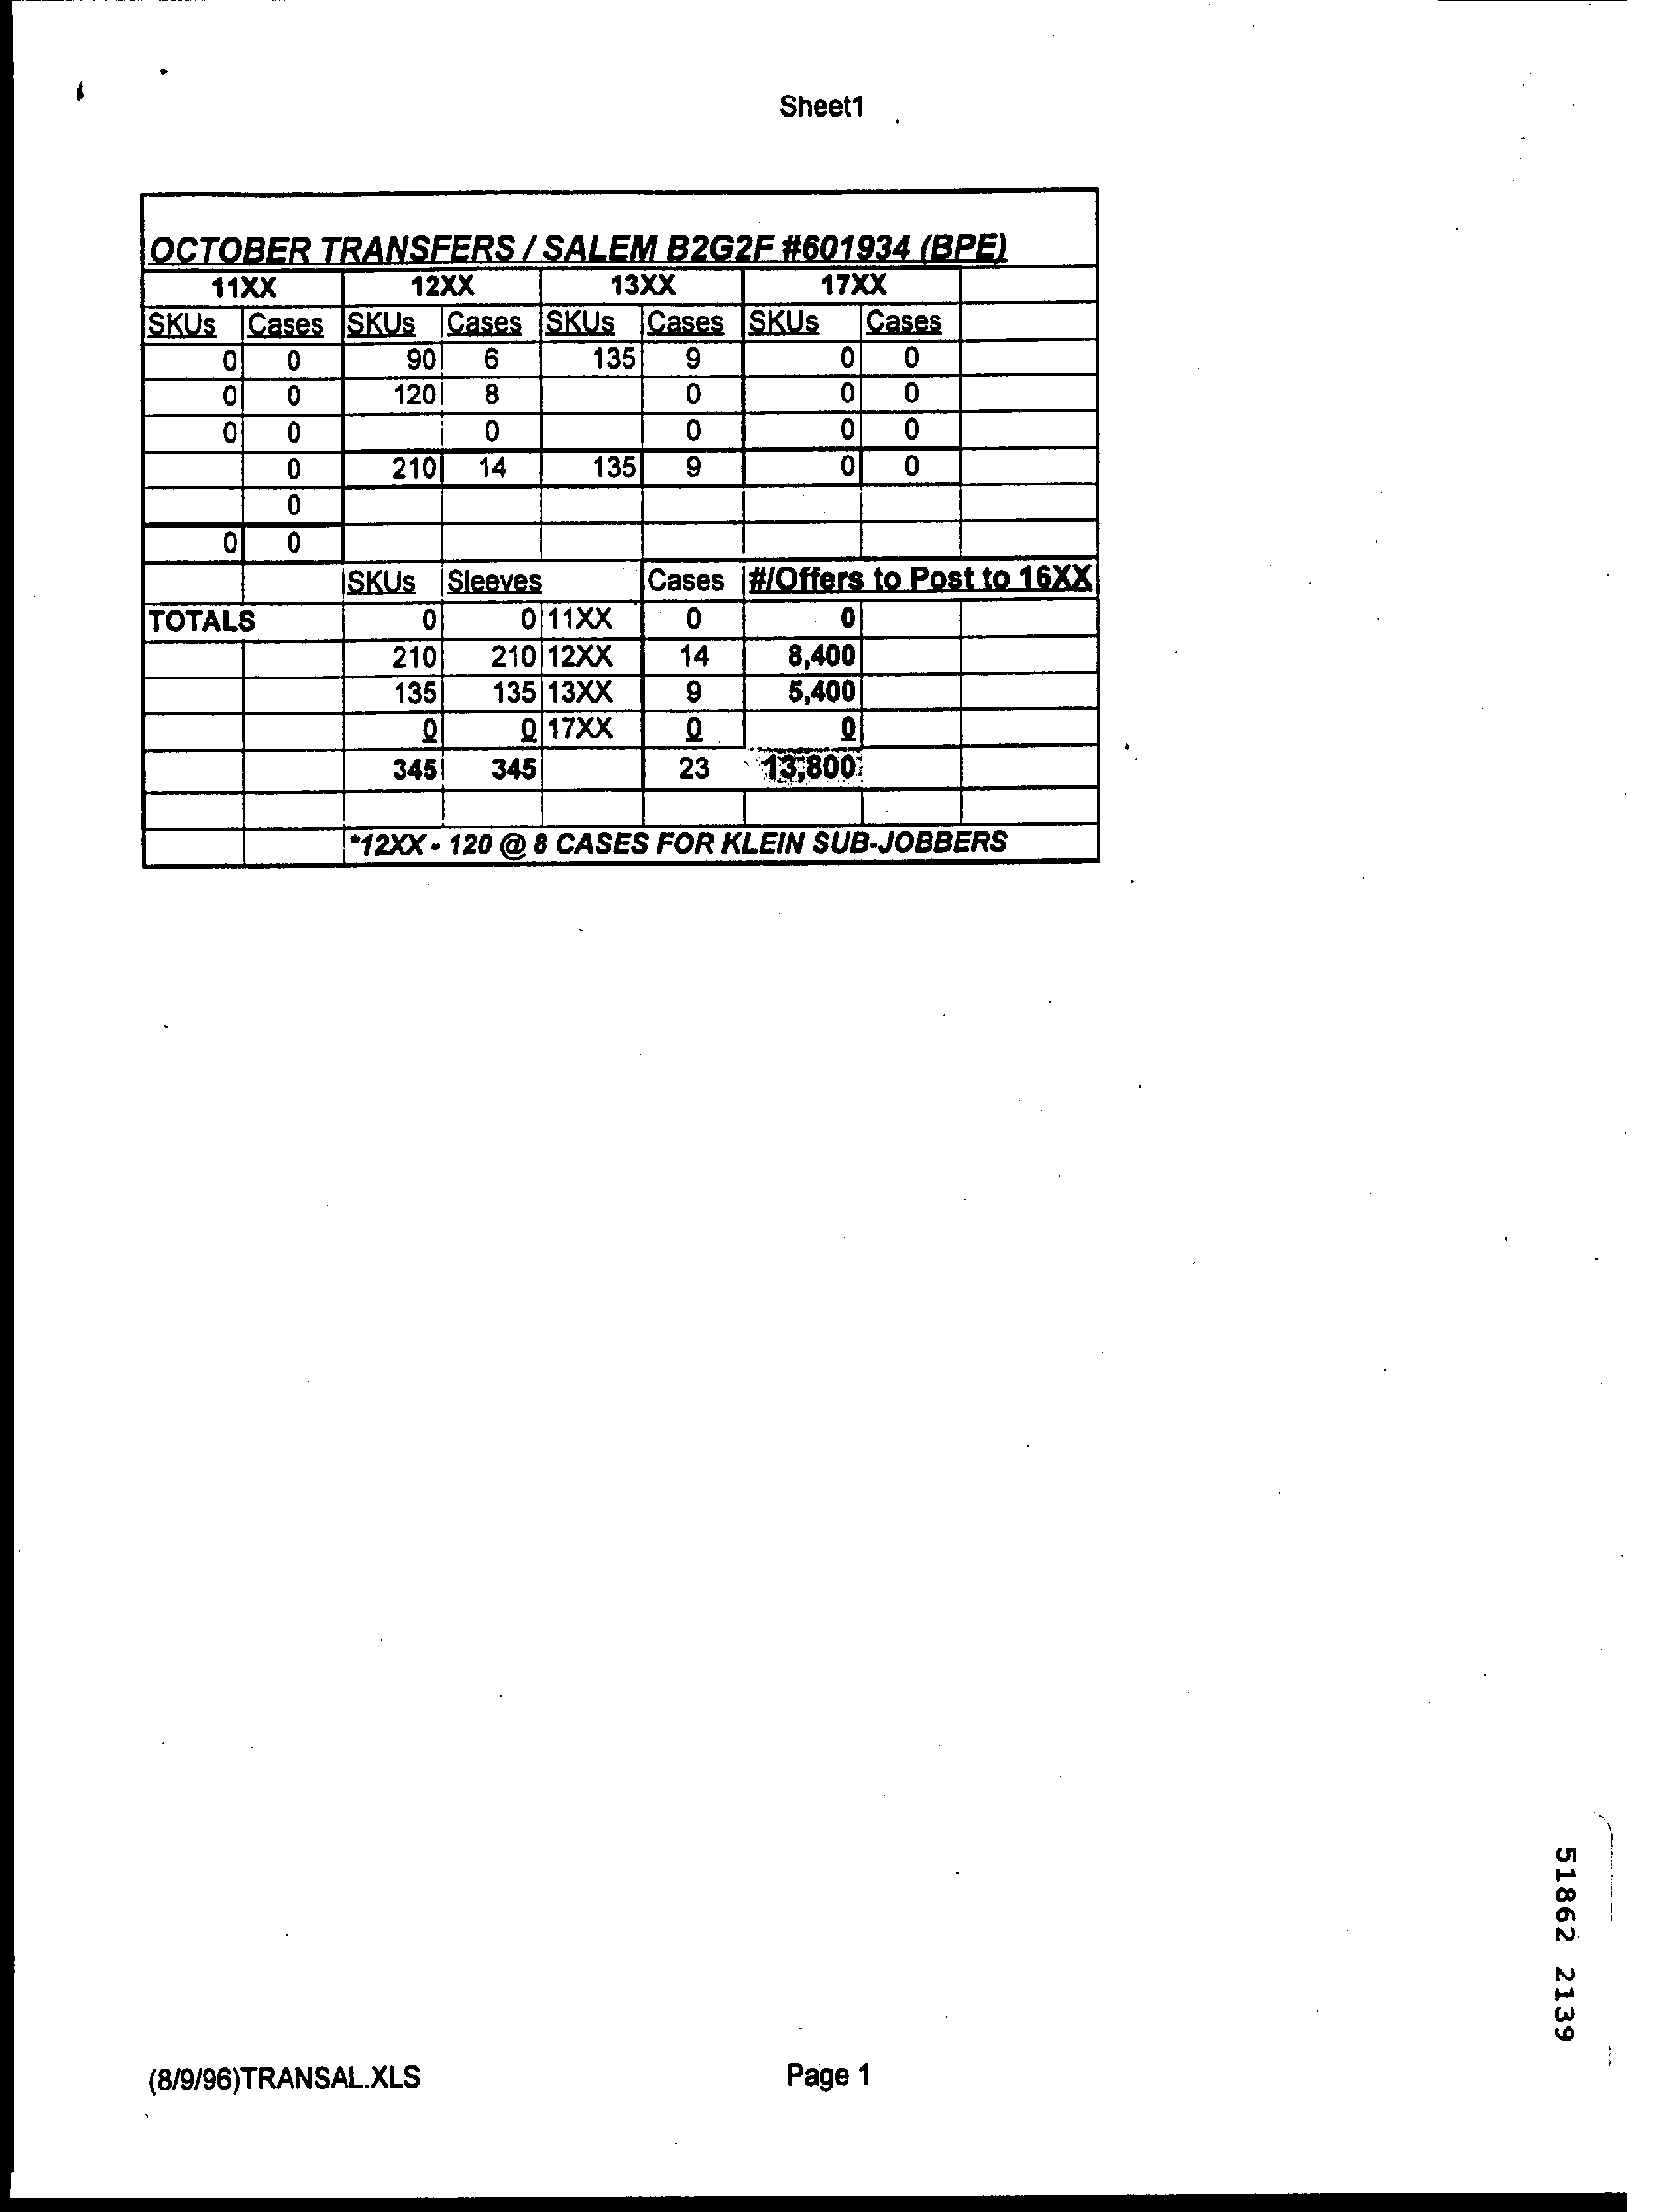 Sheet1
OCTOBER TRANSFERS / SALEM B2G2F #601934 (BPE)
11XX 12XX 13XX 17XX
SKUs Cases SKUs Cases SKUs Cases SKUs Cases
0 0 90 6 135 9 0 0
0 0 120 8 0 0 0
0 0 0 0 0 0
0 210 14 135 9 0 0
0
0 0
SKUs Sleeves Cases #/Offers to Post to 16XX
TOTALS 0 0 11XX 0 0
210 210 12XX 14 8,400
135 135 13XX 9 5,400
0 0 17XX 0 0
345 345 23 13,800
*12XX - 120 @ 8 CASES FOR KLEIN SUB-JOBBERS
51862 2139
(8/9/96)TRANSAL.XLS Page 1